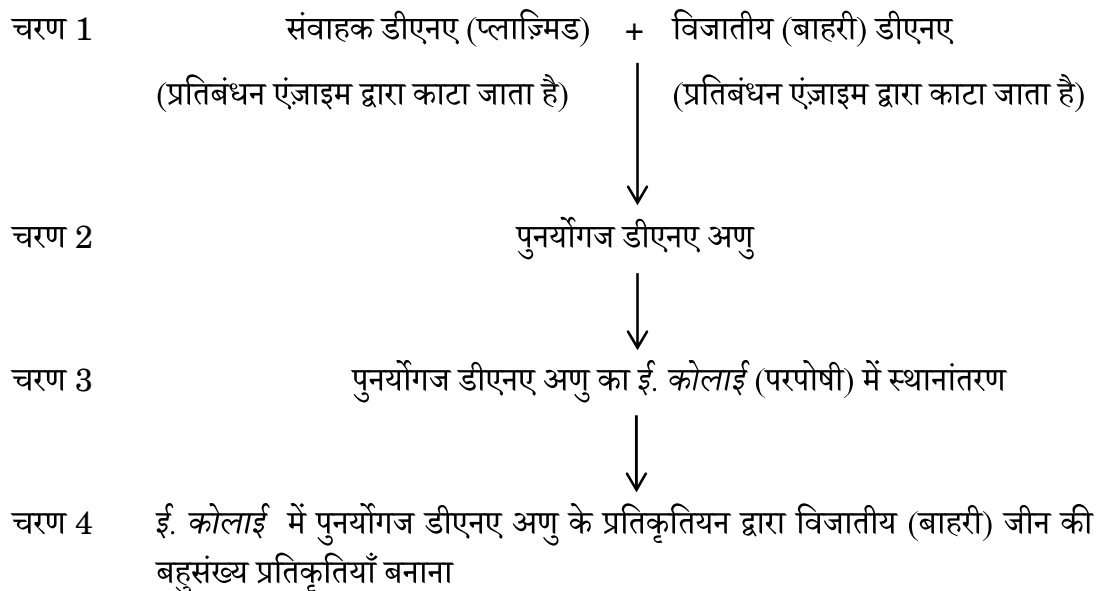 चरण 1 संवाहक डीएनए (प्लाज़्मिड) + विजातीय (बाहरी) डीएनए
(प्रतिबंधन एंज़ाइम द्वारा काटा जाता है) (प्रतिबंधन एंज़ाइम द्वारा काटा जाता है)
चरण 2 पुनर्योगज डीएनए अणु
चरण 3 पुनर्योगज डीएनए अणु का ई. कोलाई (परपोषी) में स्थानांतरण
चरण 4 ई. कोलाई में पुनर्योगज डीएनए अणु के प्रतिकृतियन द्वारा विजातीय (बाहरी) जीन की
बहुसंख्य प्रतिकृतियाँ बनाना